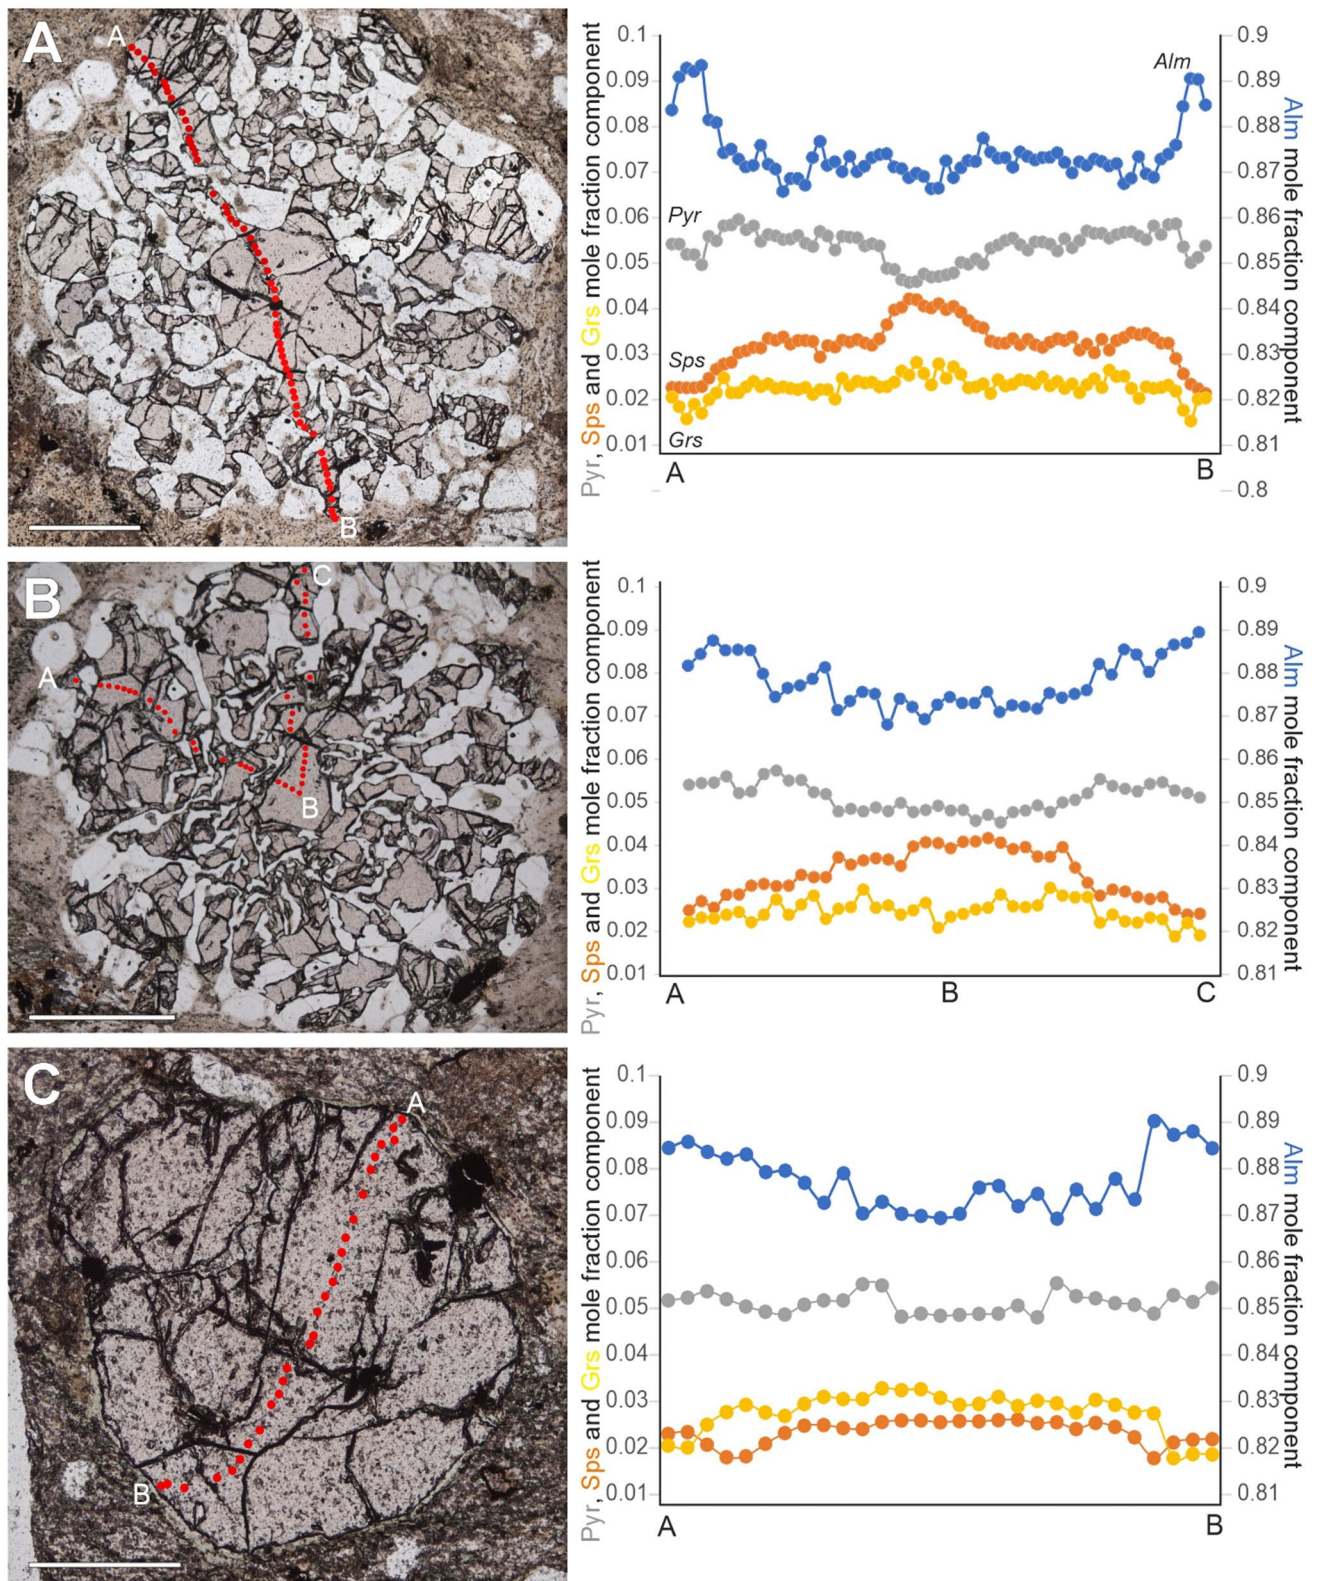 A
A
B
Pyr, Sps and Grs mole fraction component
0.1
0.09
0.08
0.07
0.06
0.05
0.04
0.03
0.02
0.01
Alm
Pyr
Sps
Grs
A
B
0.9
0.89
0.88
0.87
0.86
0.85
0.84
0.83
0.82
0.81
0.8
Alm mole fraction component
B
A
B
C
Pyr, Sps and Grs mole fraction component
0.1
0.09
0.08
0.07
0.06
0.05
0.04
0.03
0.02
0.01
A
B
C
0.9
0.89
0.88
0.87
0.86
0.85
0.84
0.83
0.82
0.81
Alm mole fraction component
C
A
B
Pyr, Sps and Grs mole fraction component
0.1
0.09
0.08
0.07
0.06
0.05
0.04
0.03
0.02
0.01
A
B
0.9
0.89
0.88
0.87
0.86
0.85
0.84
0.83
0.82
0.81
Alm mole fraction component